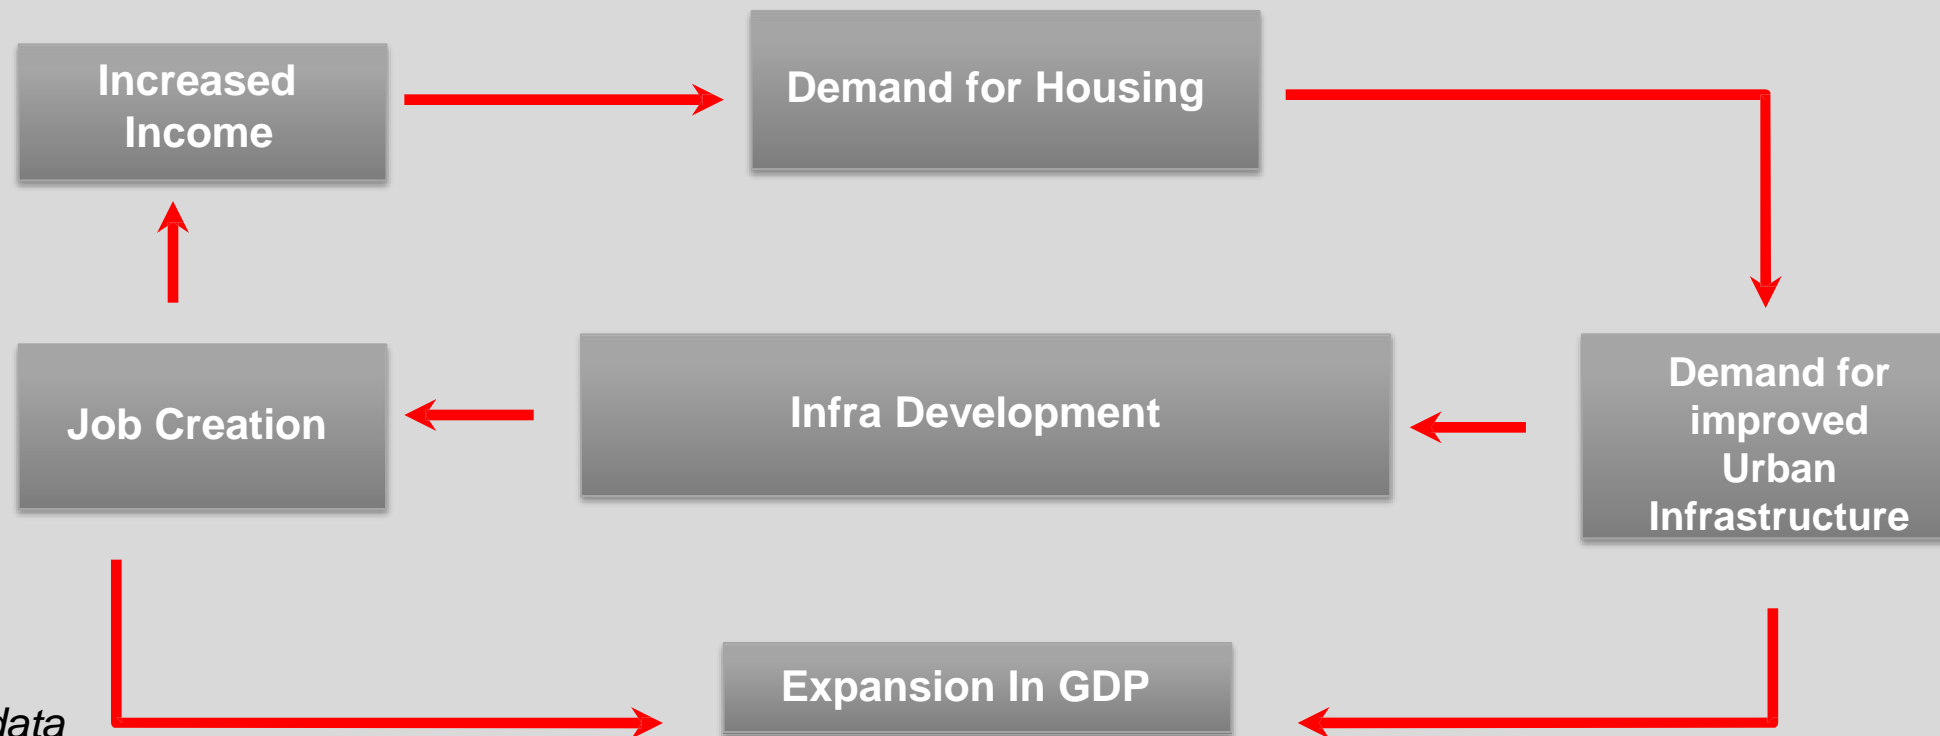 Increased
Income
Demand for Housing
Job Creation
Infra Development
Demand for
improved
Urban
Infrastructure
Expansion In GDP
data